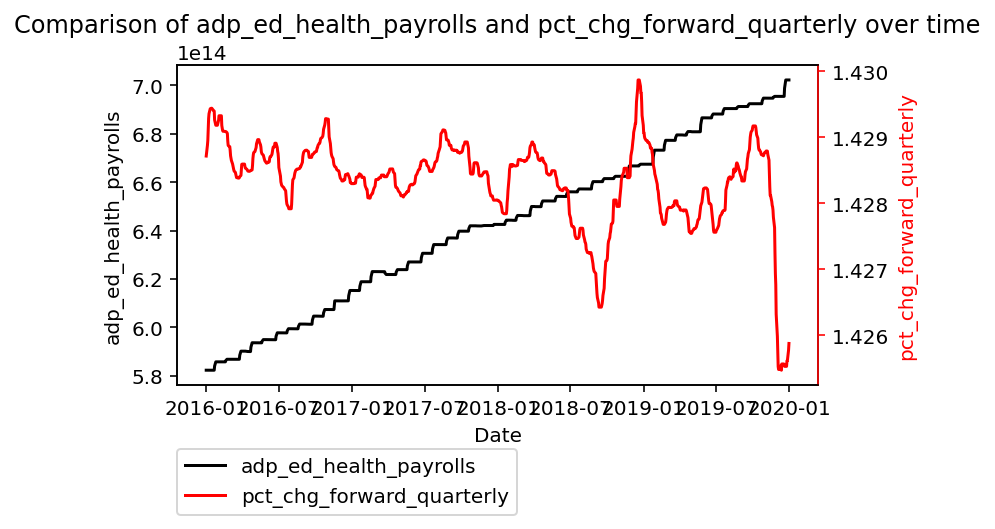 Comparison of adp_ed_health_payrolls and pct_chg_forward_quarterly over time
1e14
7.0
6.8
6.6
6.4
6.2
6.0
5.8
adp_ed_health_payrolls
1.430
1.429
1.428
1.427
1.426
pct_chg_forward_quarterly
2016-01 2016-07 2017-01 2017-07 2018-01 2018-07 2019-01 2019-07 2020-01
Date
adp_ed_health_payrolls
pct_chg_forward_quarterly